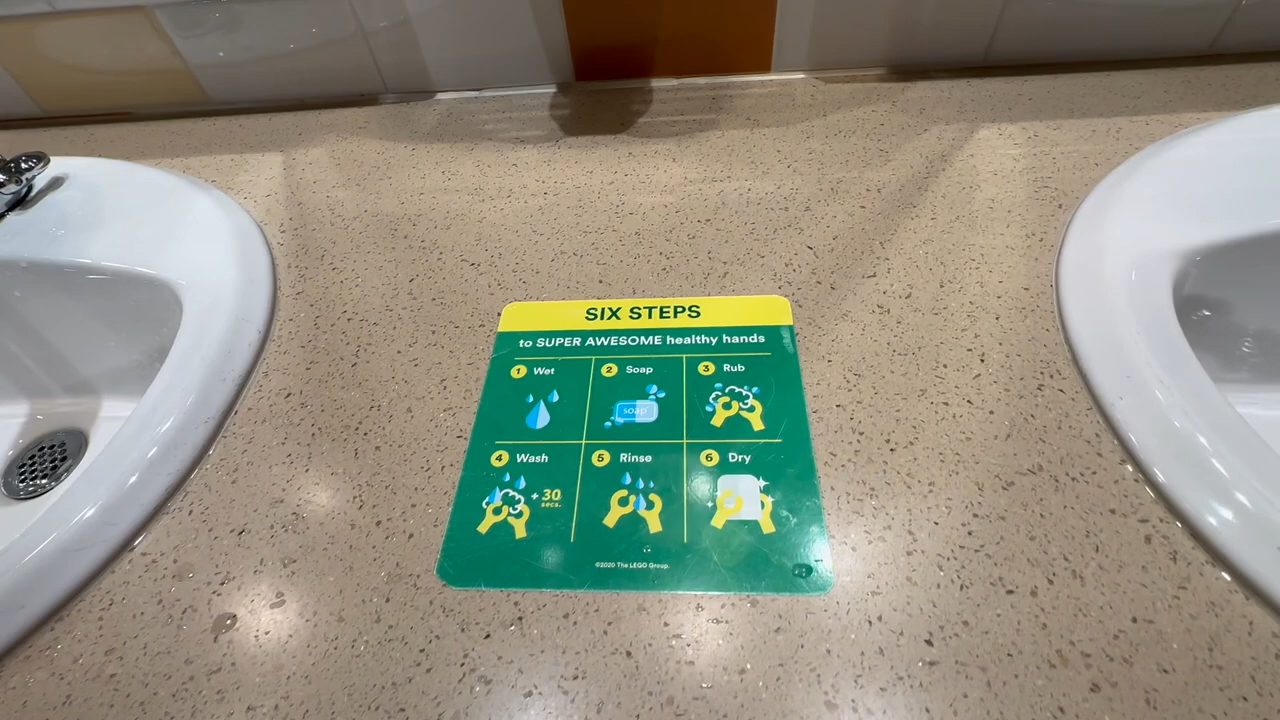 SIX STEPS
to SUPER AWESOME healthy hands
1 Wet
2 Soap
soap
3 Rub
4 Wash
+ 30
secs.
5 Rinse
6 Dry
©2020 The LEGO Group.